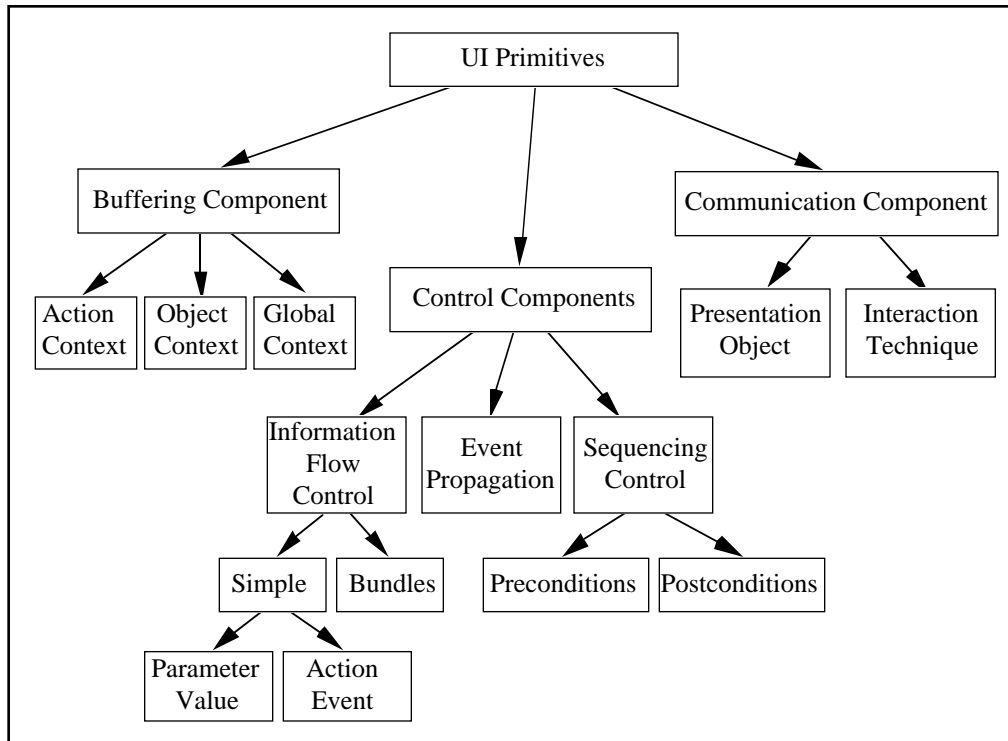 UI Primitives
Buffering Component
Communication Component
Control Components
Action
Context
Object
Context
Global
Context
Presentation
Object
Interaction
Technique
Information
Flow
Control
Event
Propagation
Sequencing
Control
Simple
Bundles
Preconditions
Postconditions
Parameter
Value
Action
Event